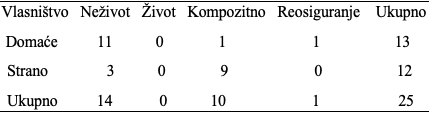 Vlasništvo Neživot Život Kompozitno Reosiguranje Ukupno
Domaće 11 0 1 1 13
Strano 3 0 9 0 12
Ukupno 14 0 10 1 25